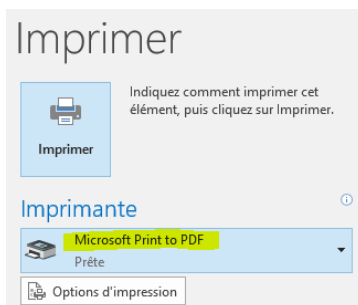 Imprimer
Indiquez comment imprimer cet
élément, puis cliquez sur Imprimer.
Imprimer
Imprimante
Microsoft Print to PDF
Prête
Options d'impression